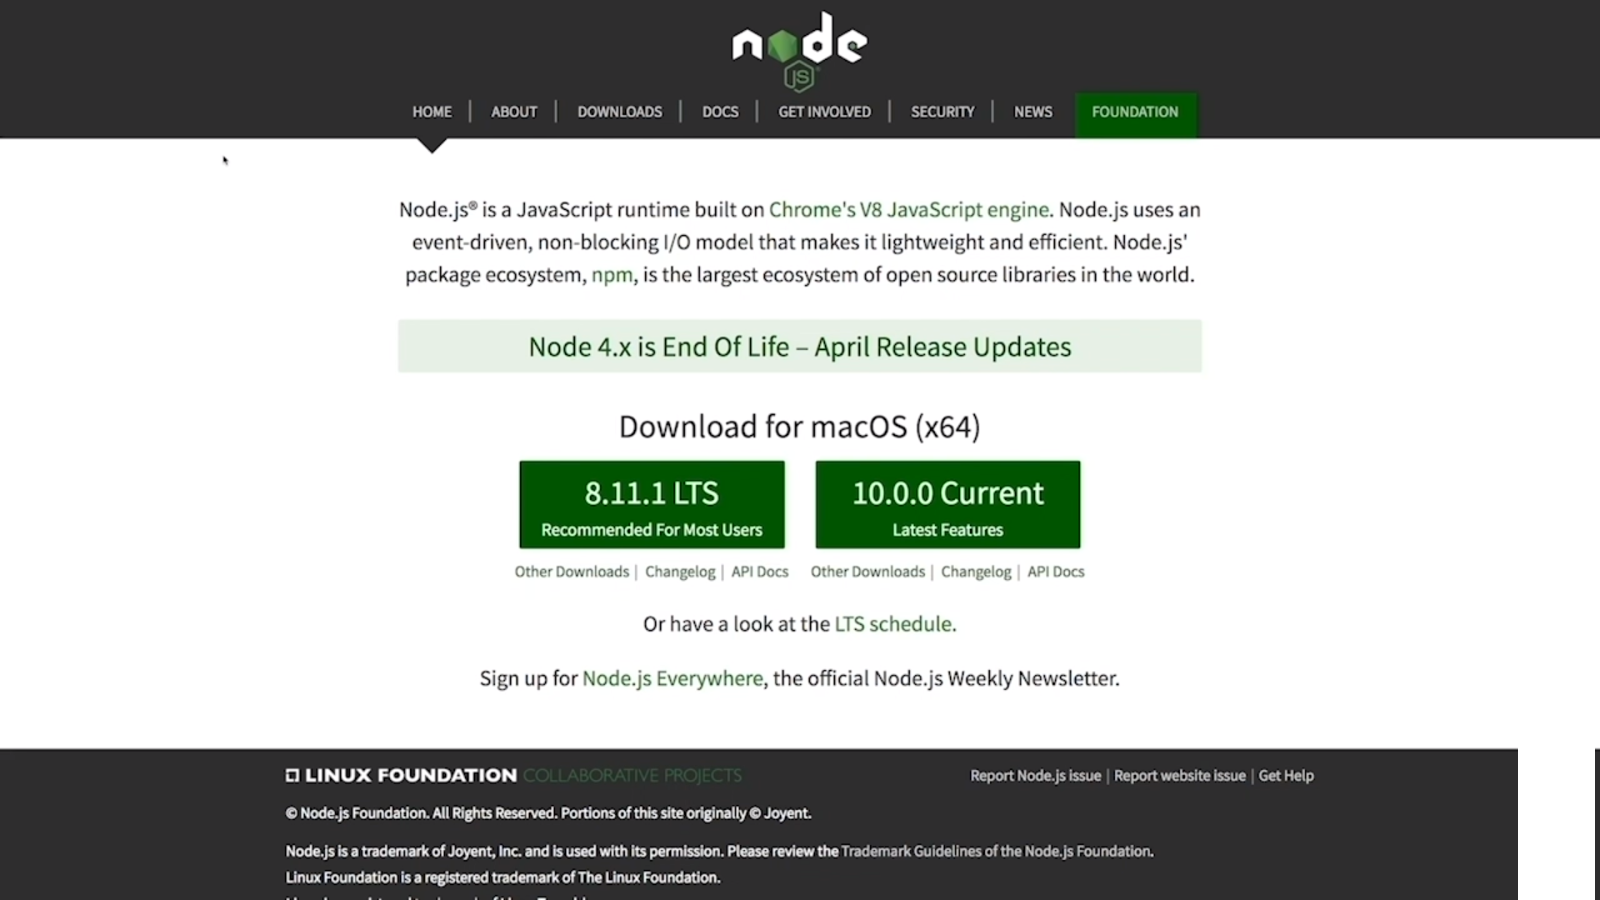 node
JS
HOME | ABOUT | DOWNLOADS | DOCS | GET INVOLVED | SECURITY | NEWS FOUNDATION
Node.js® is a JavaScript runtime built on Chrome's V8 JavaScript engine. Node.js uses an
event-driven, non-blocking I/O model that makes it lightweight and efficient. Node.js'
package ecosystem, npm, is the largest ecosystem of open source libraries in the world.
Node 4.x is End Of Life – April Release Updates
Download for macOS (x64)
8.11.1 LTS
Recommended For Most Users
10.0.0 Current
Latest Features
Other Downloads | Changelog | API Docs
Other Downloads | Changelog | API Docs
Or have a look at the LTS schedule.
Sign up for Node.js Everywhere, the official Node.js Weekly Newsletter.
LINUX FOUNDATION COLLABORATIVE PROJECTS
Report Node.js issue | Report website issue | Get Help
© Node.js Foundation. All Rights Reserved. Portions of this site originally © Joyent.
Node.js is a trademark of Joyent, Inc. and is used with its permission. Please review the Trademark Guidelines of the Node.js Foundation.
Linux Foundation is a registered trademark of The Linux Foundation.